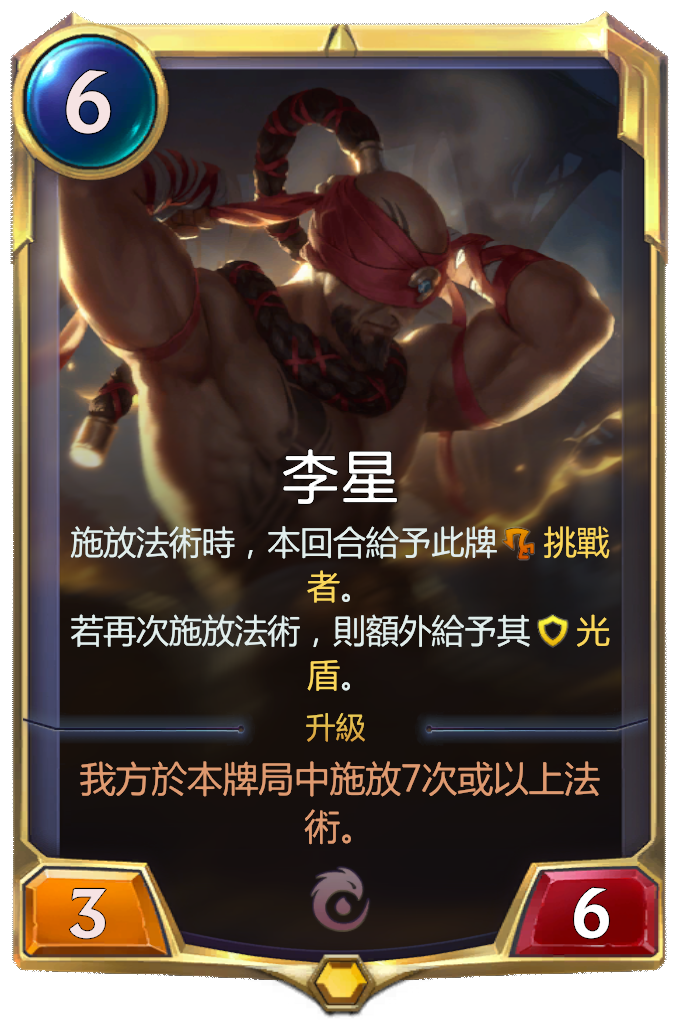 6
李星
施放法術時，本回合給予此牌 挑戰
者。
若再次施放法術，則額外給予其 光
盾。
升級
我方於本牌局中施放7次或以上法
術。
3
6